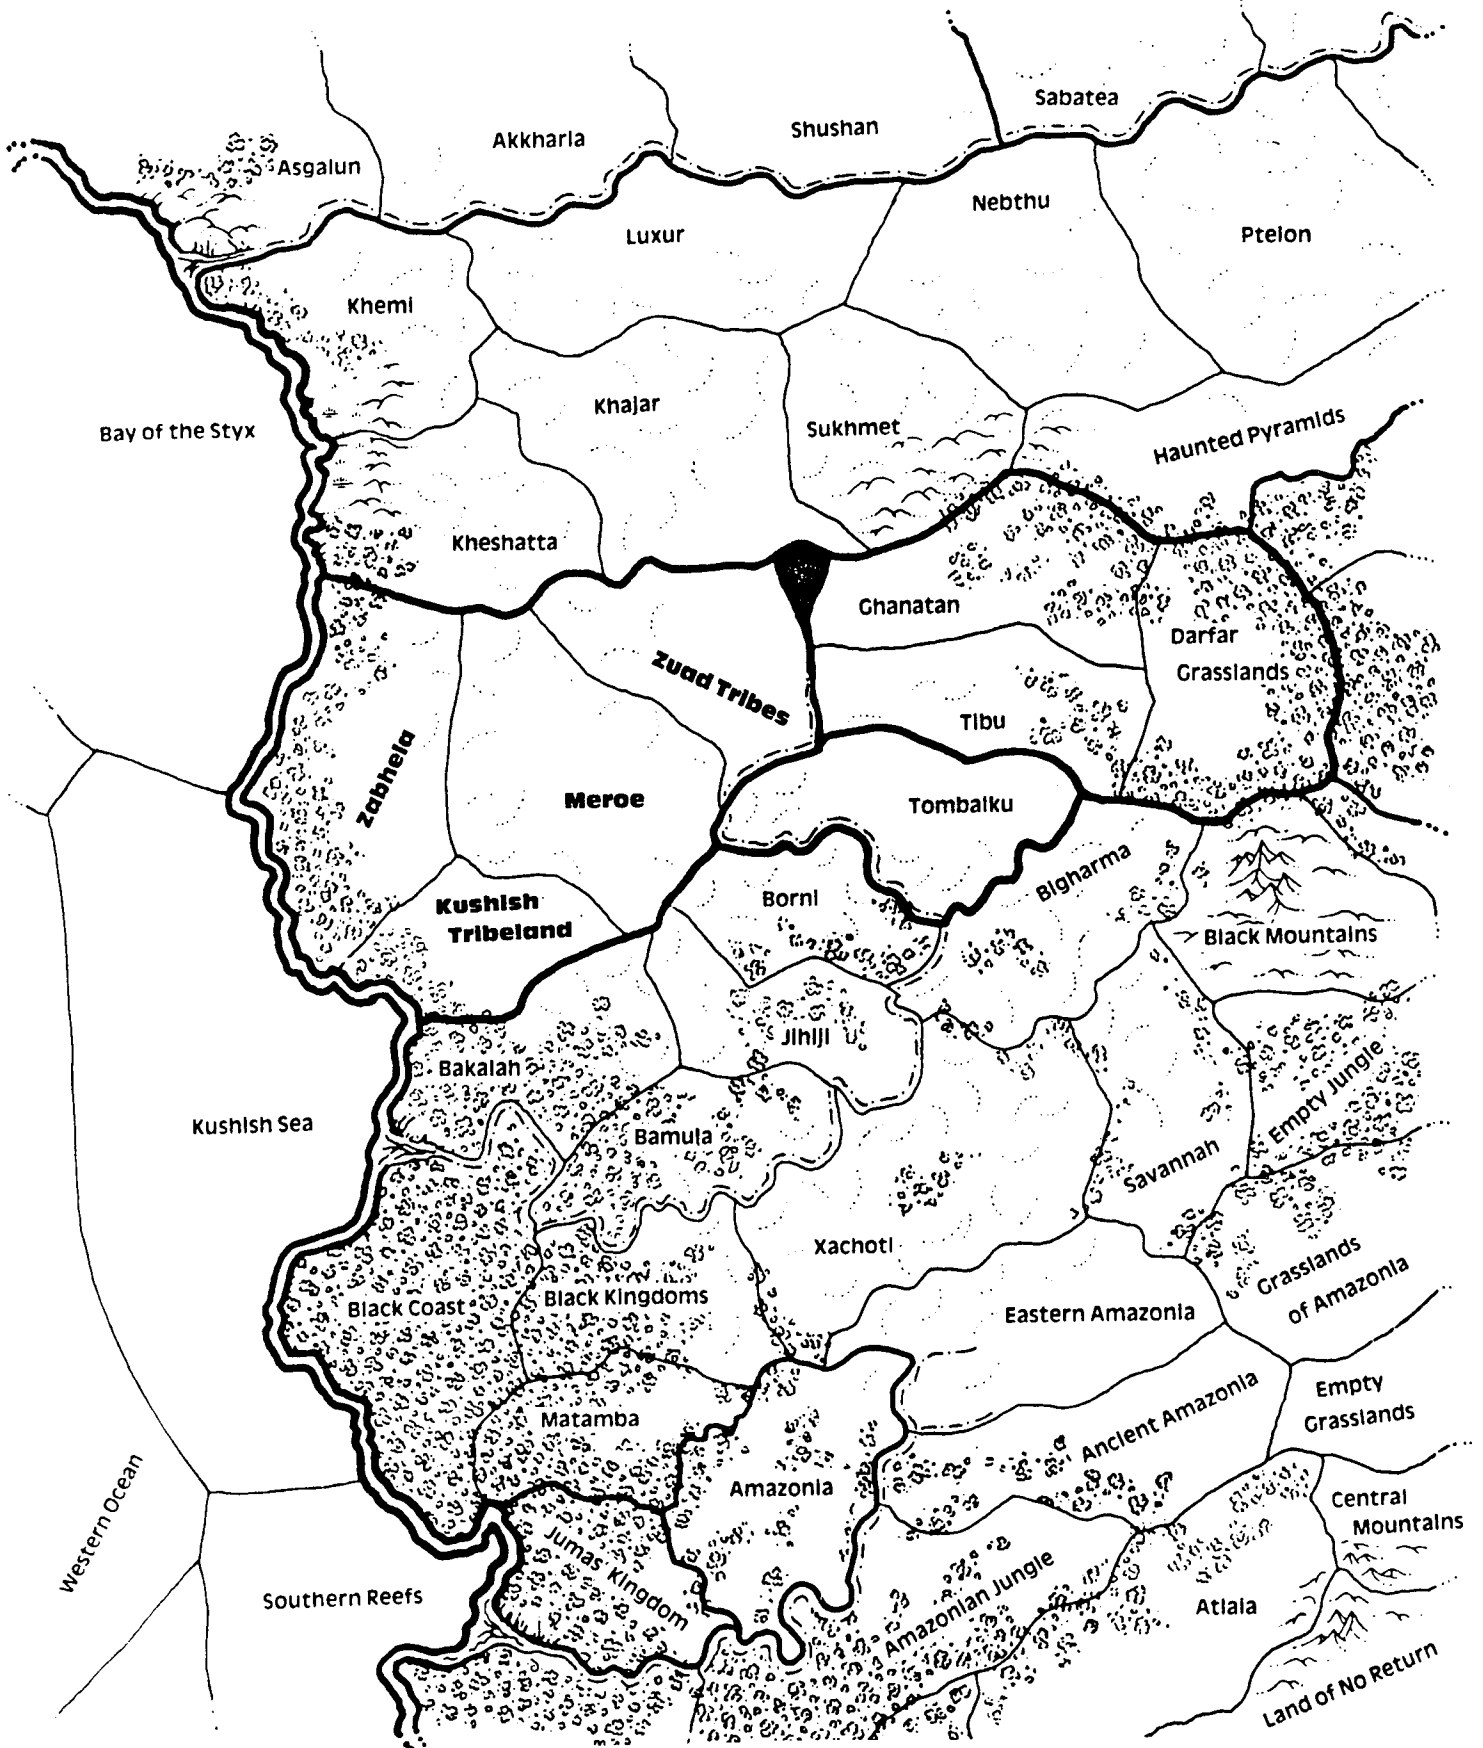 Sabatea
Shushan
Akkharia
Asgalun
Nebthu
Luxur
Ptelon
Khemi
Khajar
Sukhmet
Bay of the Styx
Haunted Pyramids
Kheshatta
Ghanatan
Darfar
Grasslands
Zuad Tribes
Tibu
Zabhela
Meroe
Tombalku
Bigharma
Borni
Kushish
Tribeland
Black Mountains
Jihiji
Bakalah
Kushish Sea
Bamula
Empty Jungle
Savannah
Xachoti
Grasslands
of Amazonia
Black Coast
Black Kingdoms
Eastern Amazonia
Empty
Grasslands
Matamba
Ancient Amazonia
Amazonia
Western Ocean
Central
Mountains
Jumas Kingdom
Southern Reefs
Amazonian Jungle
Atlaia
Land of No Return